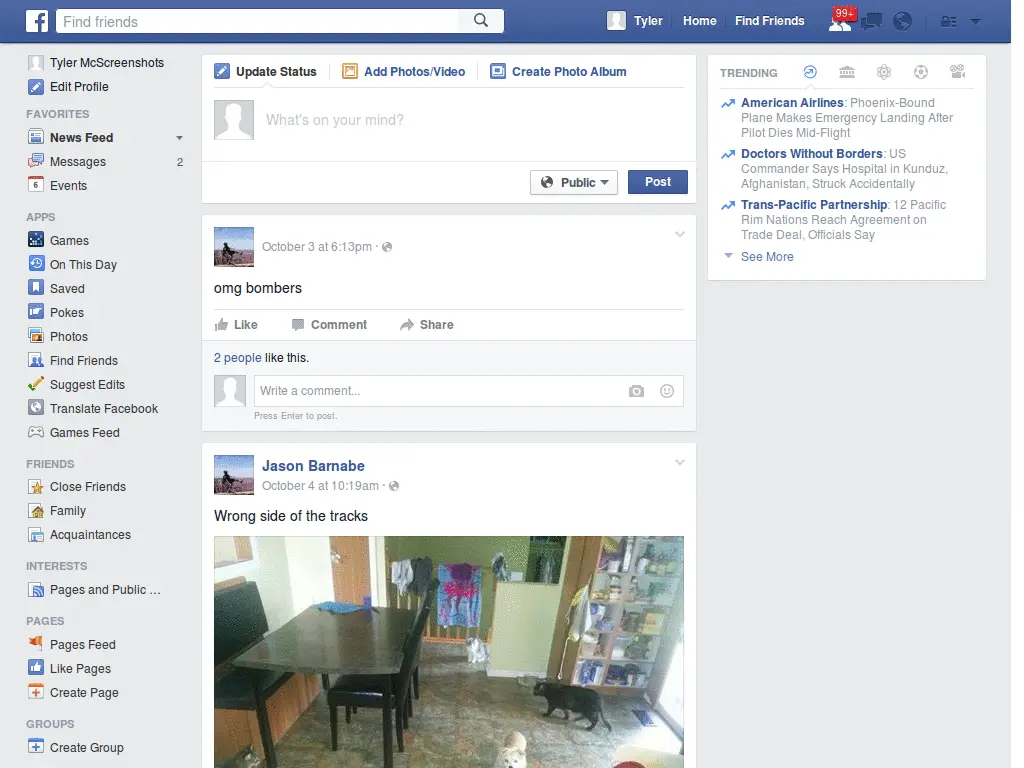 f Find friends Tyler Home Find Friends 99+
Tyler McScreenshots
Edit Profile
FAVORITES
News Feed
Messages 2
6 Events
APPS
Games
On This Day
Saved
Pokes
Photos
Find Friends
Suggest Edits
Translate Facebook
Games Feed
FRIENDS
Close Friends
Family
Acquaintances
INTERESTS
Pages and Public ...
PAGES
Pages Feed
Like Pages
Create Page
GROUPS
Create Group
Update Status Add Photos/Video Create Photo Album
What's on your mind?
Public Post
October 3 at 6:13pm ·
omg bombers
Like Comment Share
2 people like this.
Write a comment...
Press Enter to post.
Jason Barnabe
October 4 at 10:19am ·
Wrong side of the tracks
TRENDING
American Airlines: Phoenix-Bound
Plane Makes Emergency Landing After
Pilot Dies Mid-Flight
Doctors Without Borders: US
Commander Says Hospital in Kunduz,
Afghanistan, Struck Accidentally
Trans-Pacific Partnership: 12 Pacific
Rim Nations Reach Agreement on
Trade Deal, Officials Say
See More